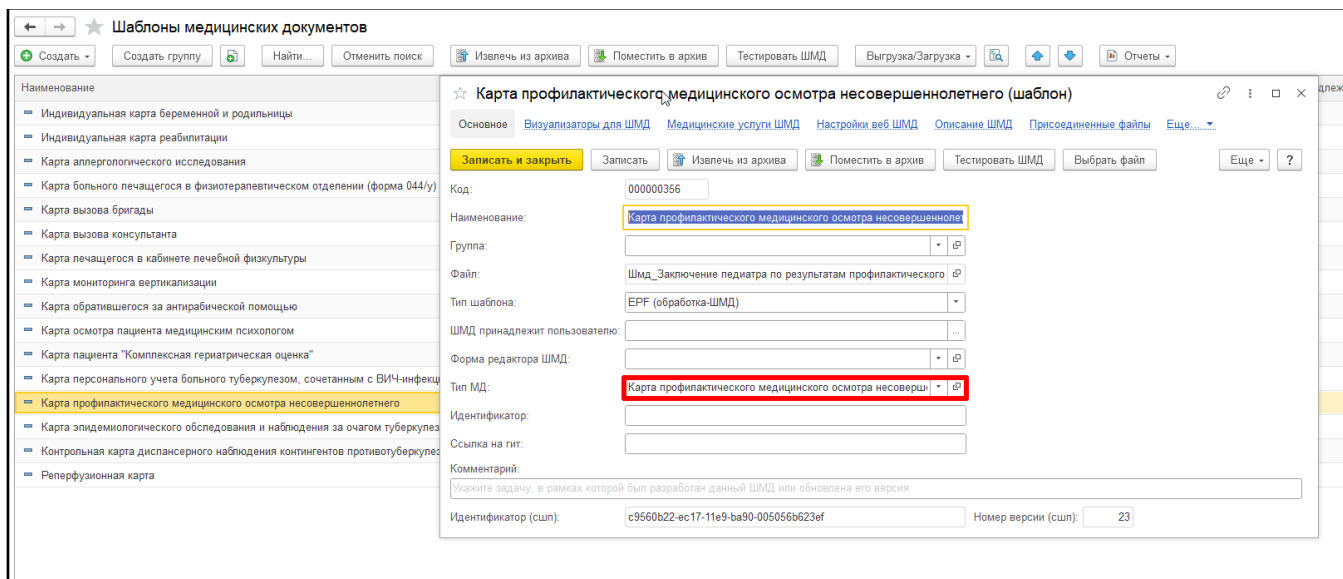 Шаблоны медицинских документов
Создать Создать группу Найти... Отменить поиск Извлечь из архива Поместить в архив Тестировать ШМД Выгрузка/Загрузка Отчеты
Наименование
Индивидуальная карта беременной и родильницы
Индивидуальная карта реабилитации
Карта аллергологического исследования
Карта больного лечащегося в физиотерапевтическом отделении (форма 044/у)
Карта вызова бригады
Карта вызова консультанта
Карта лечащегося в кабинете лечебной физкультуры
Карта мониторинга вертикализации
Карта обратившегося за антирабической помощью
Карта осмотра пациента медицинским психологом
Карта пациента "Комплексная гериатрическая оценка"
Карта персонального учета больного туберкулезом, сочетанным с ВИЧ-инфекц
Карта профилактического медицинского осмотра несовершеннолетнего
Карта эпидемиологического обследования и наблюдения за очагом туберкулез
Контрольная карта диспансерного наблюдения контингентов противотуберкулез
Реперфузионная карта
Карта профилактического медицинского осмотра несовершеннолетнего (шаблон)
Основное Визуализаторы для ШМД Медицинские услуги ШМД Настройки веб ШМД Описание ШМД Присоединенные файлы Еще...
Записать и закрыть Записать Извлечь из архива Поместить в архив Тестировать ШМД Выбрать файл Еще ?
Код: 000000356
Наименование: Карта профилактического медицинского осмотра несовершеннолет
Группа:
Файл: Шмд_Заключение педиатра по результатам профилактического
Тип шаблона: EPF (обработка-ШМД)
ШМД принадлежит пользователю: ...
Форма редактора ШМД:
Тип МД: Карта профилактического медицинского осмотра несоверш
Идентификатор:
Ссылка на гит:
Комментарий:
Укажите задачу, в рамках которой был разработан данный ШМД или обновлена его версия
Идентификатор (сшп): c9560b22-ec17-11e9-ba90-005056b623ef Номер версии (сшп): 23